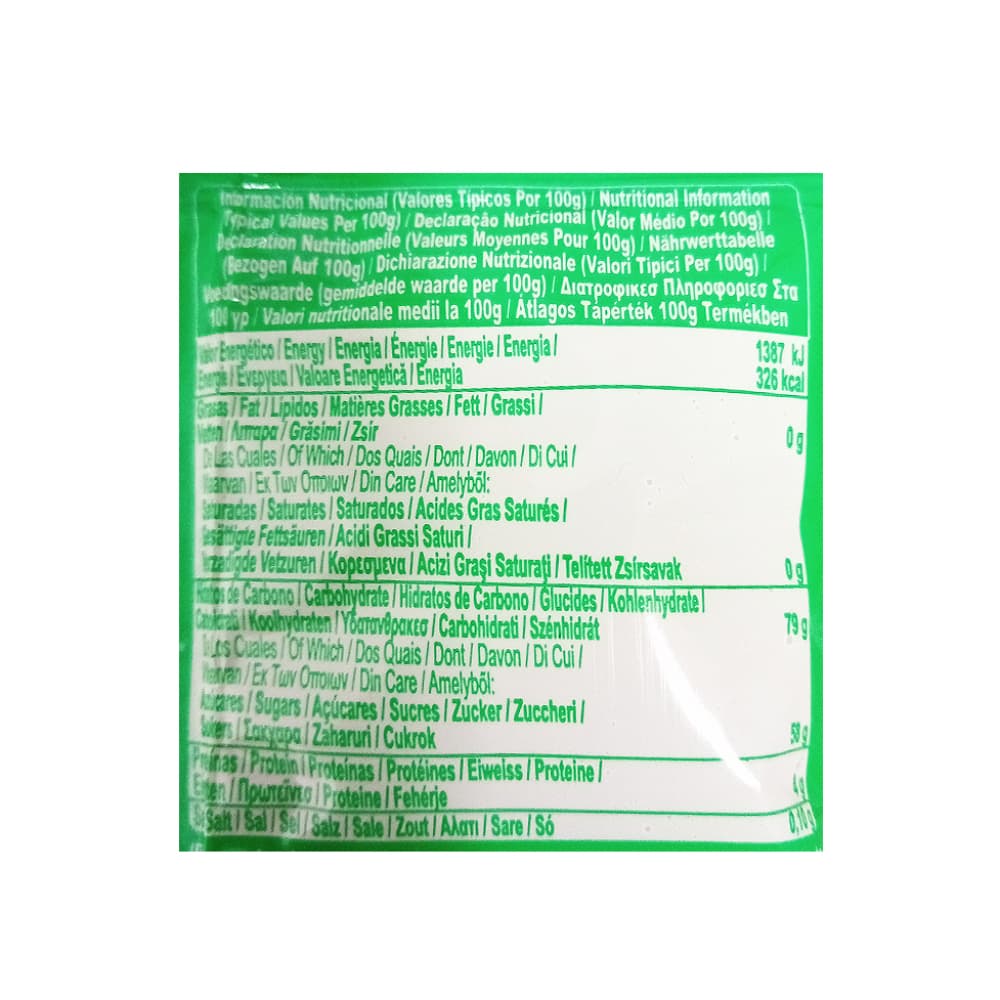 Información Nutricional (Valores Típicos Por 100g) / Nutritional Information
Typical Values Per 100g) / Declaração Nutricional (Valor Médio Por 100g) /
Declaration Nutritionnelle (Valeurs Moyennes Pour 100g) / Nährwerttabelle
(Bezogen Auf 100g) / Dichiarazione Nutrizionale (Valori Tipici Per 100g) /
Voedingswaarde (gemiddelde waarde per 100g) / Διατροφικεσ Πληροφοριεσ Στα
100 γρ / Valori nutritionale medii la 100g / Átlagos Tápérték 100g Termékben
Valor Energético / Energy / Energia / Énergie / Energie / Energia / 1387 kJ
Energie / Ενεργεια / Valoare Energetică / Energia 326 kcal
Grasas / Fat / Lípidos / Matières Grasses / Fett / Grassi /
Vetten / Λιπαρα / Grăsimi / Zsír 0 g
De Las Cuales / Of Which / Dos Quais / Dont / Davon / Di Cui /
Waarvan / Εκ Των Οποιων / Din Care / Amelyből:
Saturadas / Saturates / Saturados / Acides Gras Saturés /
Gesättigte Fettsäuren / Acidi Grassi Saturi /
Verzadigde Vetzuren / Κορεσμενα / Acizi Grași Saturați / Telített Zsírsavak 0 g
Hidratos de Carbono / Carbohydrate / Hidratos de Carbono / Glucides / Kohlenhydrate /
Carboidrati / Koolhydraten / Υδατανθρακεσ / Carbohidrati / Szénhidrát 79 g
De Los Cuales / Of Which / Dos Quais / Dont / Davon / Di Cui /
Waarvan / Εκ Των Οποιων / Din Care / Amelyből:
Azúcares / Sugars / Açúcares / Sucres / Zucker / Zuccheri /
Suikers / Σακχαρα / Zaharuri / Cukrok g
Proteínas / Protein / Proteínas / Protéines / Eiweiss / Proteine /
Eiwitten / Πρωτεΐνεσ / Proteine / Fehérje 4 g
Salt / Sal / Sel / Salz / Sale / Zout / Αλατι / Sare / Só